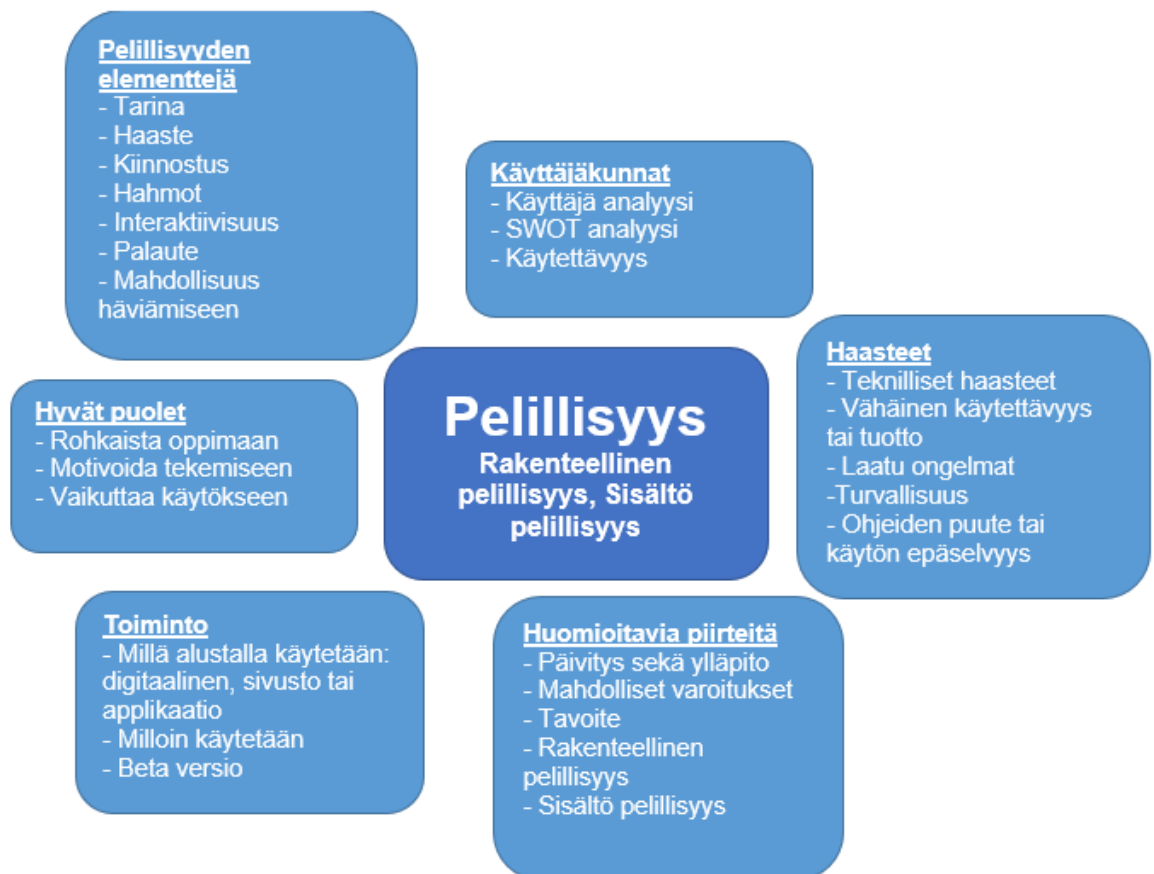 Pelillisyyden
elementtejä
- Tarina
- Haaste
- Kiinnostus
- Hahmot
- Interaktiivisuus
- Palaute
- Mahdollisuus
häviämiseen
Käyttäjäkunnat
- Käyttäjä analyysi
- SWOT analyysi
- Käytettävyys
Haasteet
- Teknilliset haasteet
- Vähäinen käytettävyys
tai tuotto
- Laatu ongelmat
-Turvallisuus
- Ohjeiden puute tai
käytön epäselvyys
Pelillisyys
Rakenteellinen
pelillisyys, Sisältö
pelillisyys
Hyvät puolet
- Rohkaista oppimaan
- Motivoida tekemiseen
- Vaikuttaa käytökseen
Toiminto
- Millä alustalla käytetään:
digitaalinen, sivusto tai
applikaatio
- Milloin käytetään
- Beta versio
Huomioitavia piirteitä
- Päivitys sekä ylläpito
- Mahdolliset varoitukset
- Tavoite
- Rakenteellinen
pelillisyys
- Sisältö pelillisyys